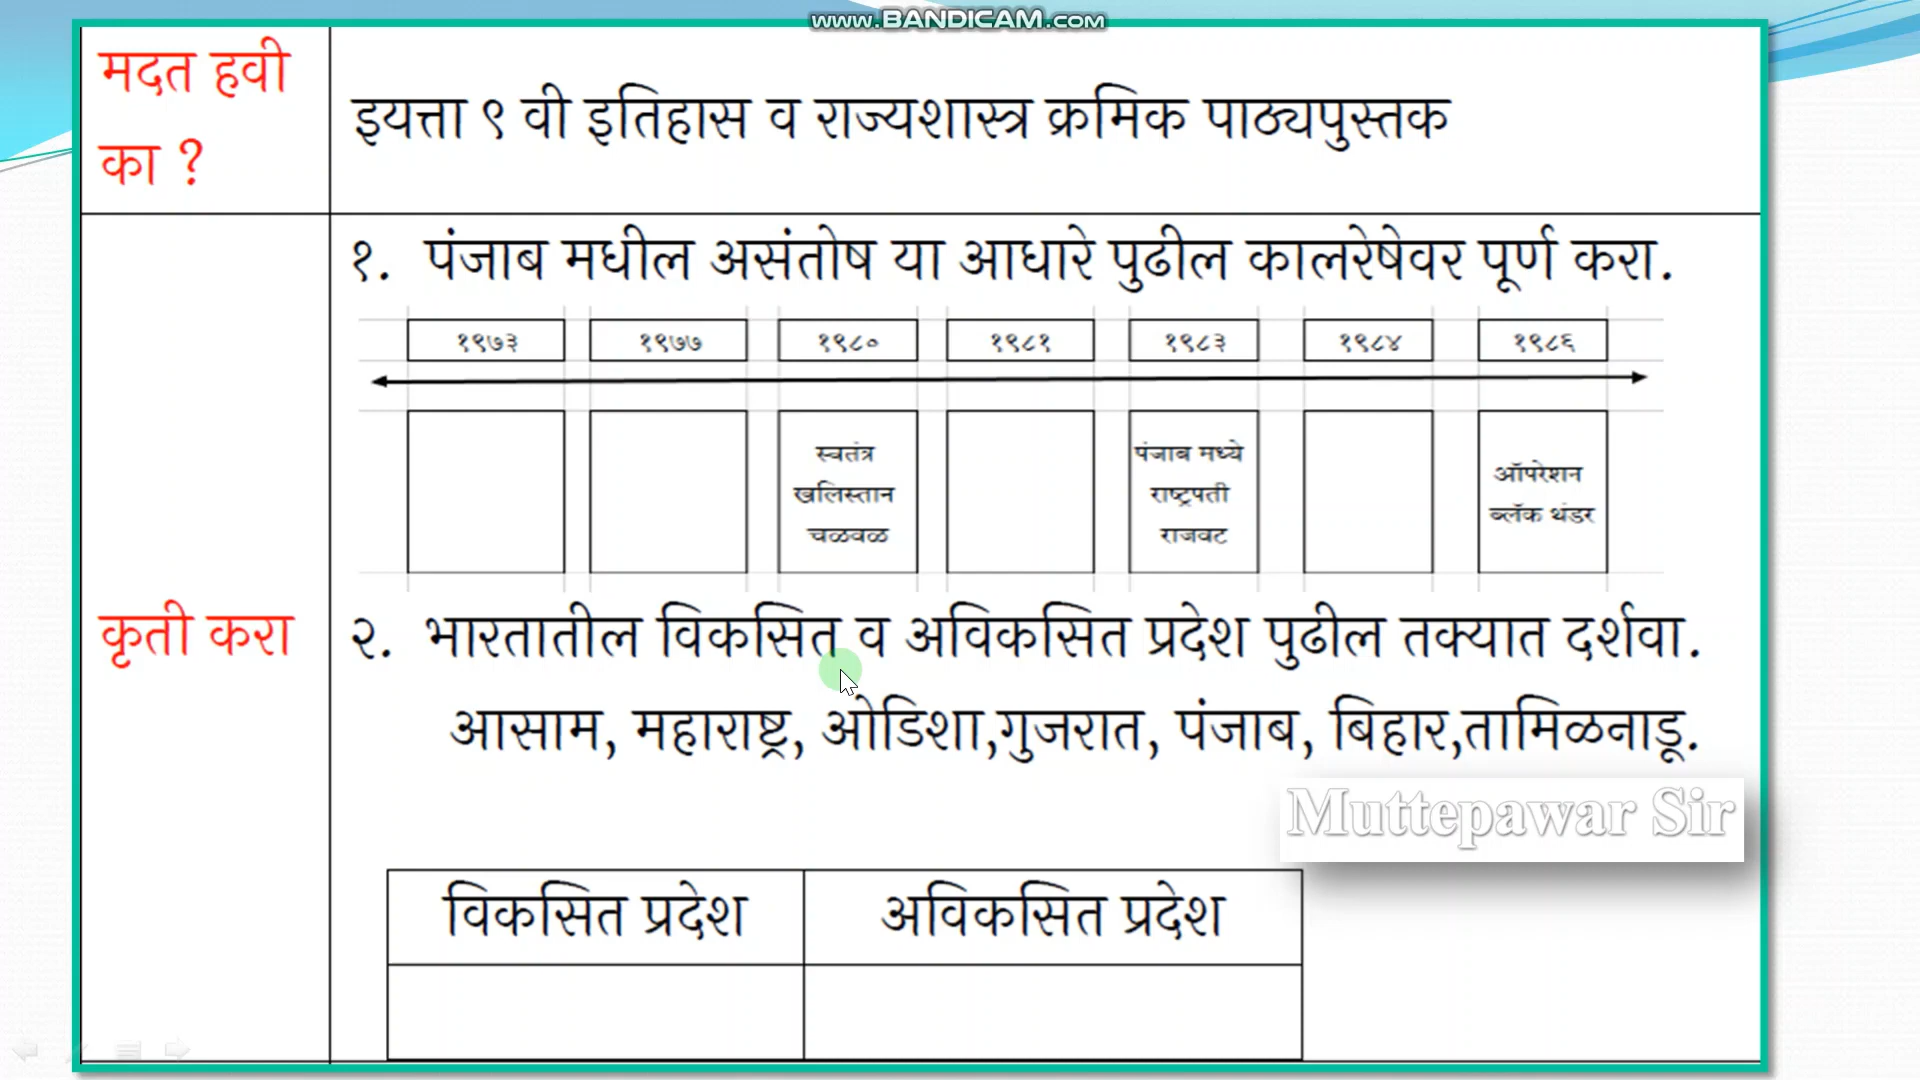 www.BANDICAM.com
मदत हवी
का ?
इयत्ता ९ वी इतिहास व राज्यशास्त्र क्रमिक पाठ्यपुस्तक
कृती करा
१. पंजाब मधील असंतोष या आधारे पुढील कालरेषेवर पूर्ण करा.
१९७३ १९७७ १९८० १९८१ १९८३ १९८४ १९८६
स्वतंत्र
खलिस्तान
चळवळ
पंजाब मध्ये
राष्ट्रपती
राजवट
ऑपरेशन
ब्लॅक थंडर
२. भारतातील विकसित व अविकसित प्रदेश पुढील तक्यात दर्शवा.
आसाम, महाराष्ट्र, ओडिशा,गुजरात, पंजाब, बिहार,तामिळनाडू.
Muttepawar Sir
विकसित प्रदेश अविकसित प्रदेश